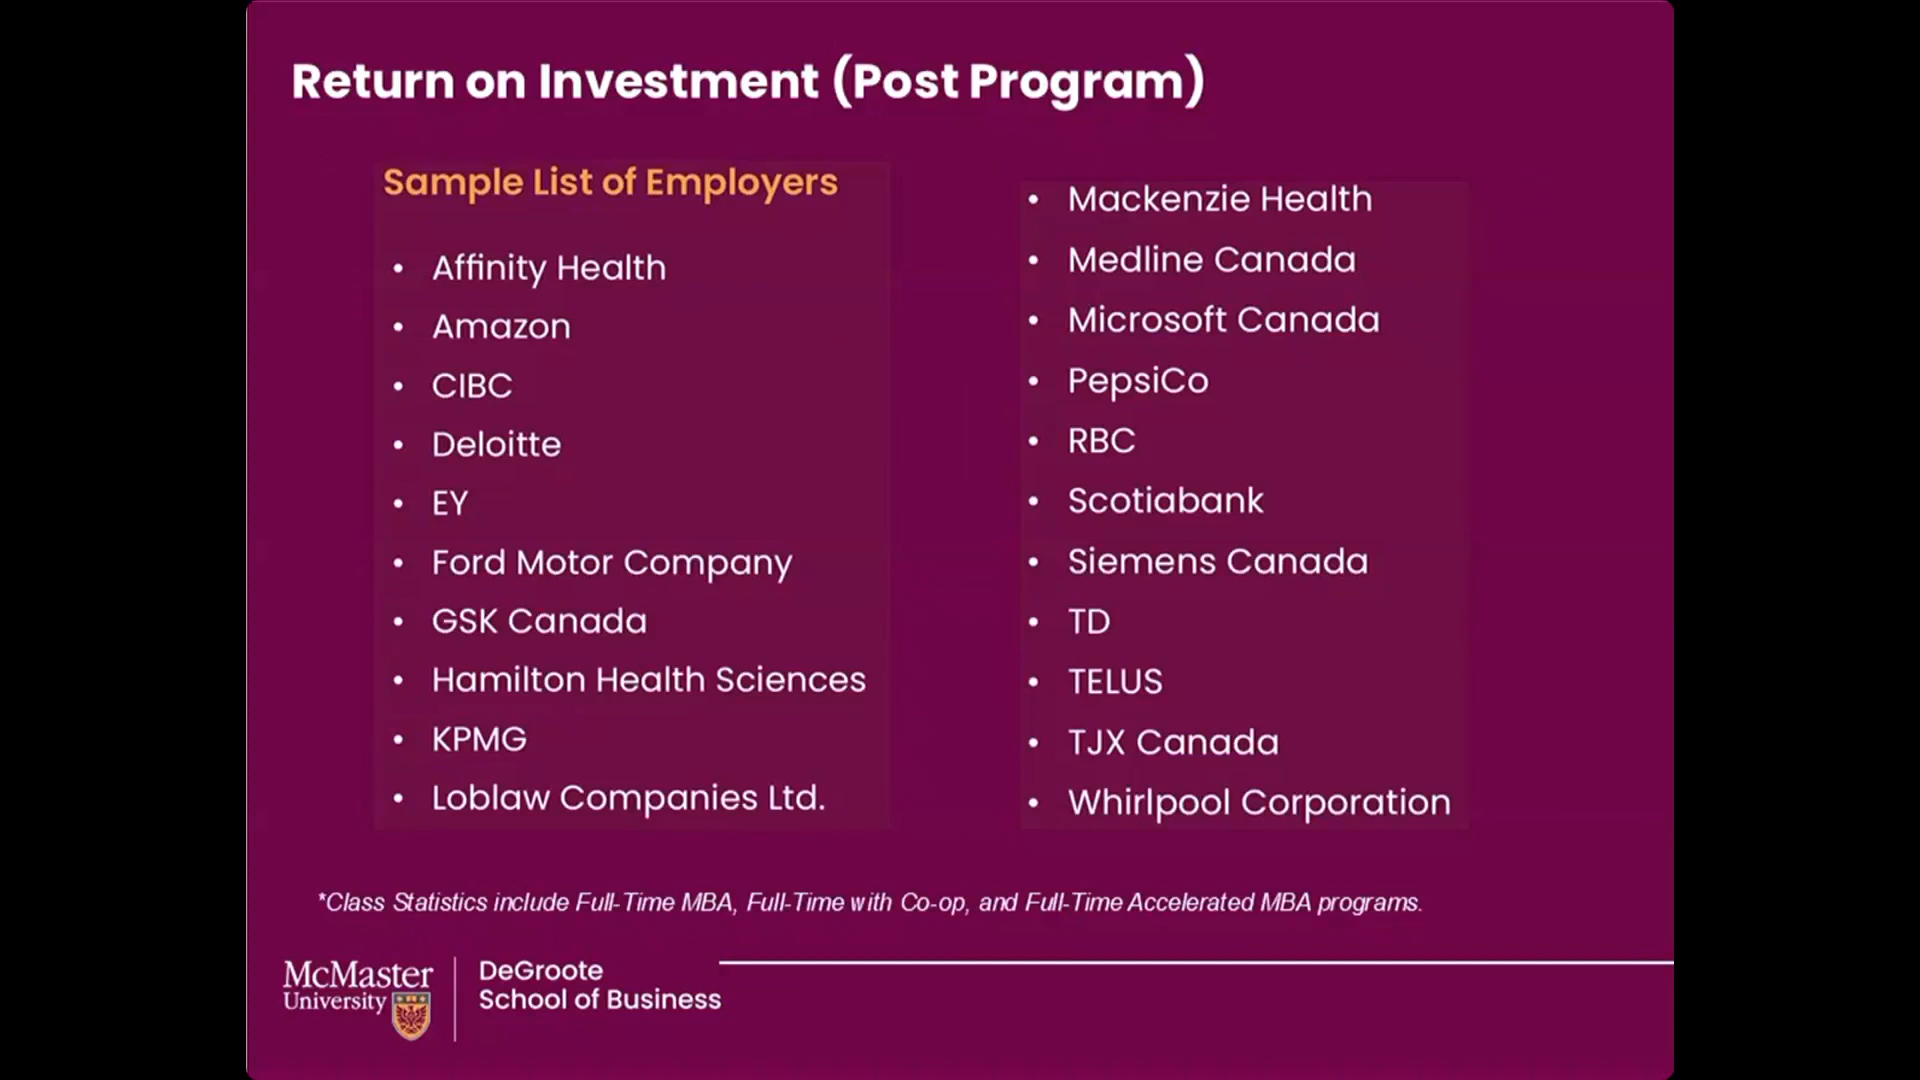 Return on Investment (Post Program)
Sample List of Employers
• Affinity Health
• Amazon
• CIBC
• Deloitte
• EY
• Ford Motor Company
• GSK Canada
• Hamilton Health Sciences
• KPMG
• Loblaw Companies Ltd.
• Mackenzie Health
• Medline Canada
• Microsoft Canada
• PepsiCo
• RBC
• Scotiabank
• Siemens Canada
• TD
• TELUS
• TJX Canada
• Whirlpool Corporation
*Class Statistics include Full-Time MBA, Full-Time with Co-op, and Full-Time Accelerated MBA programs.
McMaster
University
DeGroote
School of Business